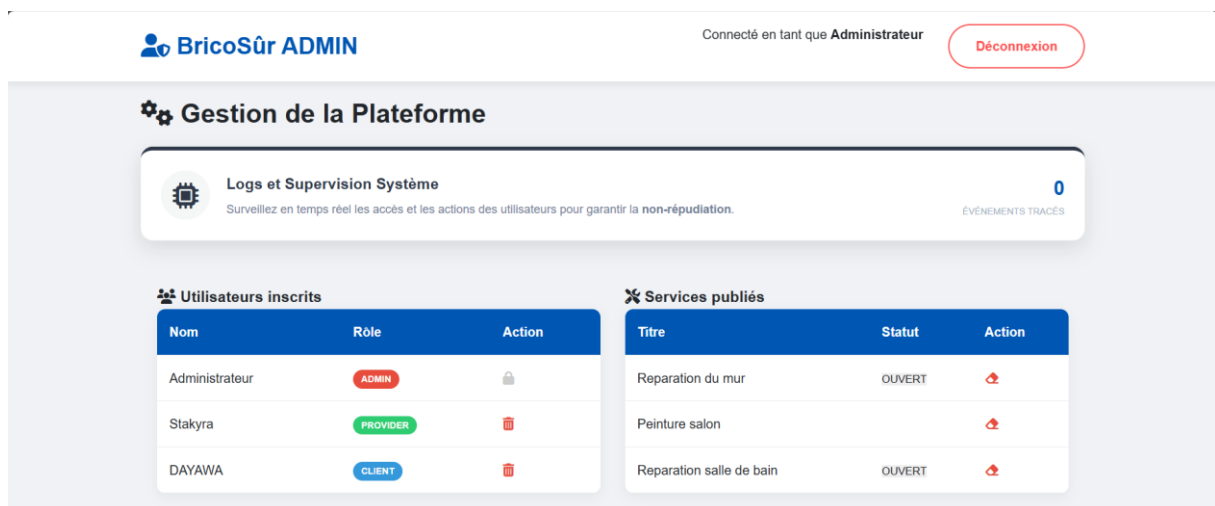 BricoSûr ADMIN
Connecté en tant que Administrateur
Déconnexion
Gestion de la Plateforme
Logs et Supervision Système
Surveillez en temps réel les accès et les actions des utilisateurs pour garantir la non-répudiation.
0
ÉVÉNEMENTS TRACÉS
Utilisateurs inscrits
Nom Rôle Action
Administrateur ADMIN
Stakyra PROVIDER
DAYAWA CLIENT
Services publiés
Titre Statut Action
Reparation du mur OUVERT
Peinture salon
Reparation salle de bain OUVERT